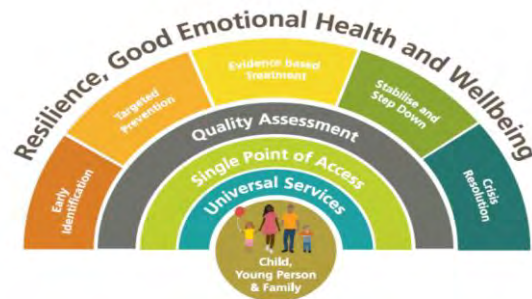 Resilience, Good Emotional Health and Wellbeing
Early
Identification
Targeted
Prevention
Evidence based
Treatment
Stabilise and
Step Down
Crisis
Resolution
Quality Assessment
Single Point of Access
Universal Services
Child,
Young Person
& Family